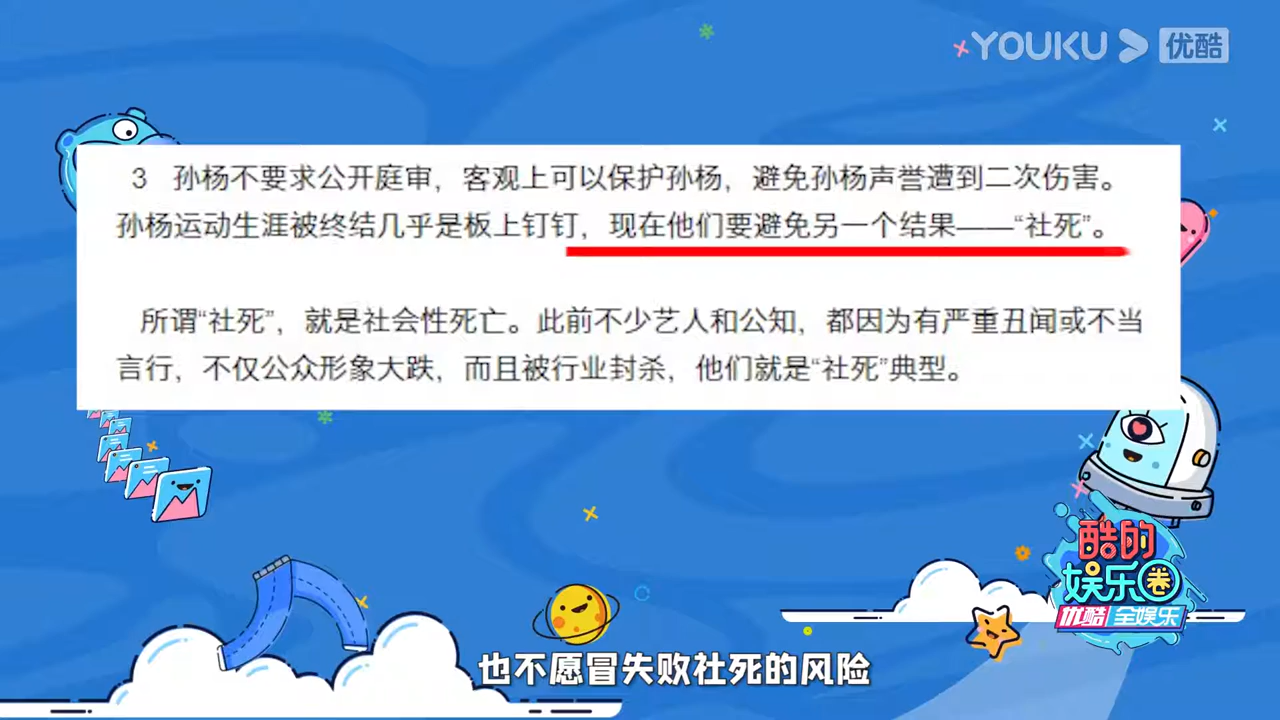 YOUKU 优酷
3 孙杨不要求公开庭审，客观上可以保护孙杨，避免孙杨声誉遭到二次伤害。
孙杨运动生涯被终结几乎是板上钉钉，现在他们要避免另一个结果——“社死”。
所谓“社死”，就是社会性死亡。此前不少艺人和公知，都因为有严重丑闻或不当
言行，不仅公众形象大跌，而且被行业封杀，他们就是“社死”典型。
酷的
娱乐圈
优酷 全娱乐
也不愿冒失败社死的风险